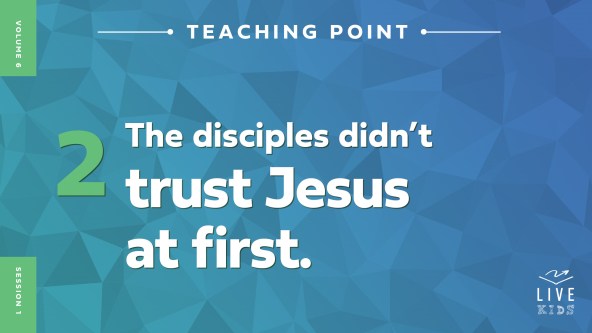 VOLUME 6
TEACHING POINT
2
The disciples didn't
trust Jesus
at first.
SESSION 1
LIVE
KIDS